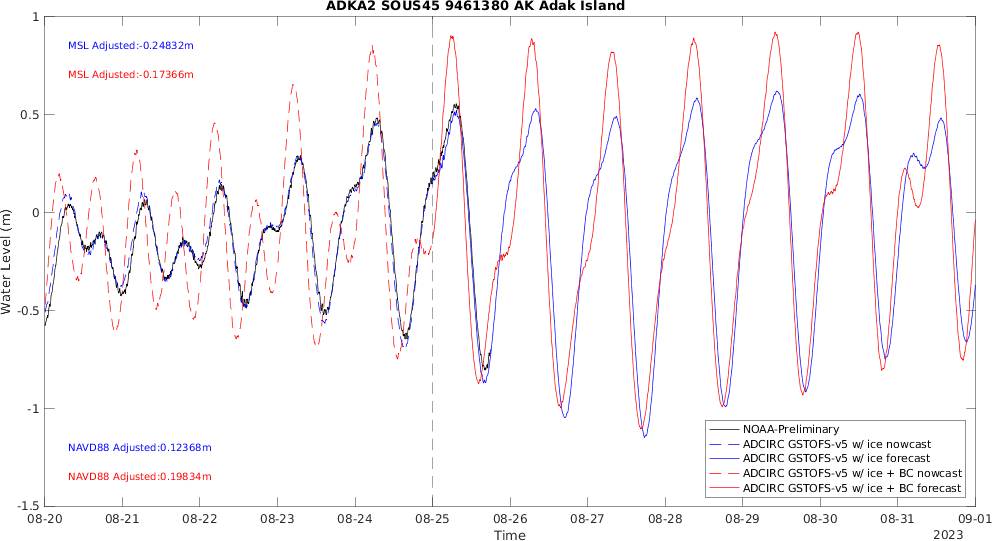 ADKA2 SOUS45 9461380 AK Adak Island
1
0.5
0
-0.5
-1
-1.5
Water Level (m)
MSL Adjusted:-0.24832m
MSL Adjusted:-0.17366m
NAVD88 Adjusted:0.12368m
NAVD88 Adjusted:0.19834m
NOAA-Preliminary
ADCIRC GSTOFS-v5 w/ ice nowcast
ADCIRC GSTOFS-v5 w/ ice forecast
ADCIRC GSTOFS-v5 w/ ice + BC nowcast
ADCIRC GSTOFS-v5 w/ ice + BC forecast
08-20 08-21 08-22 08-23 08-24 08-25 08-26 08-27 08-28 08-29 08-30 08-31 09-01
Time
2023